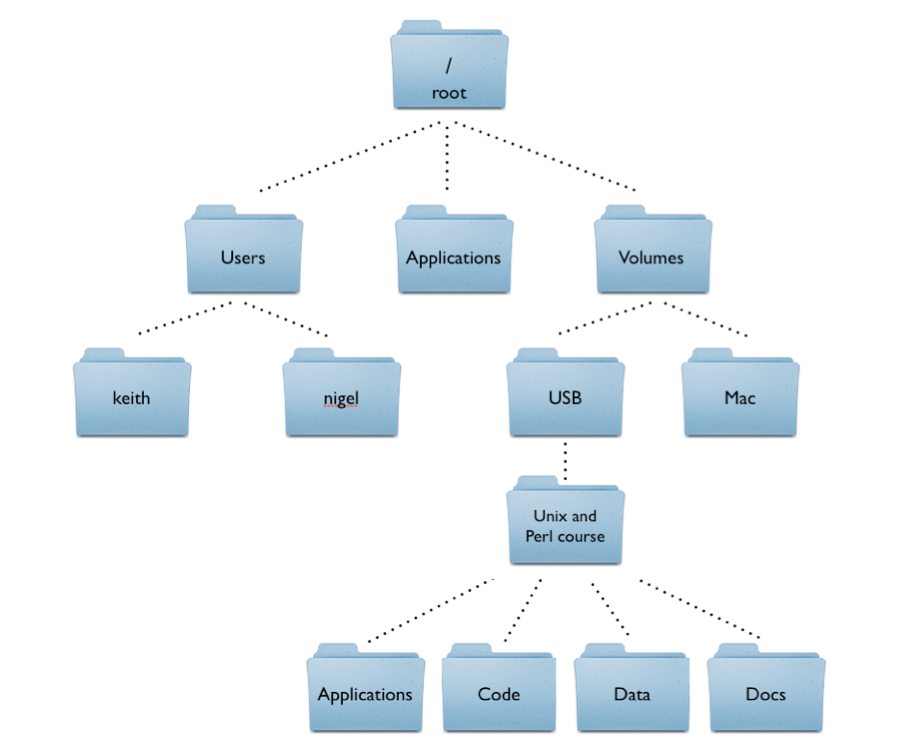 /
root
Users
Applications
Volumes
keith
nigel
USB
Mac
Unix and
Perl course
Applications
Code
Data
Docs